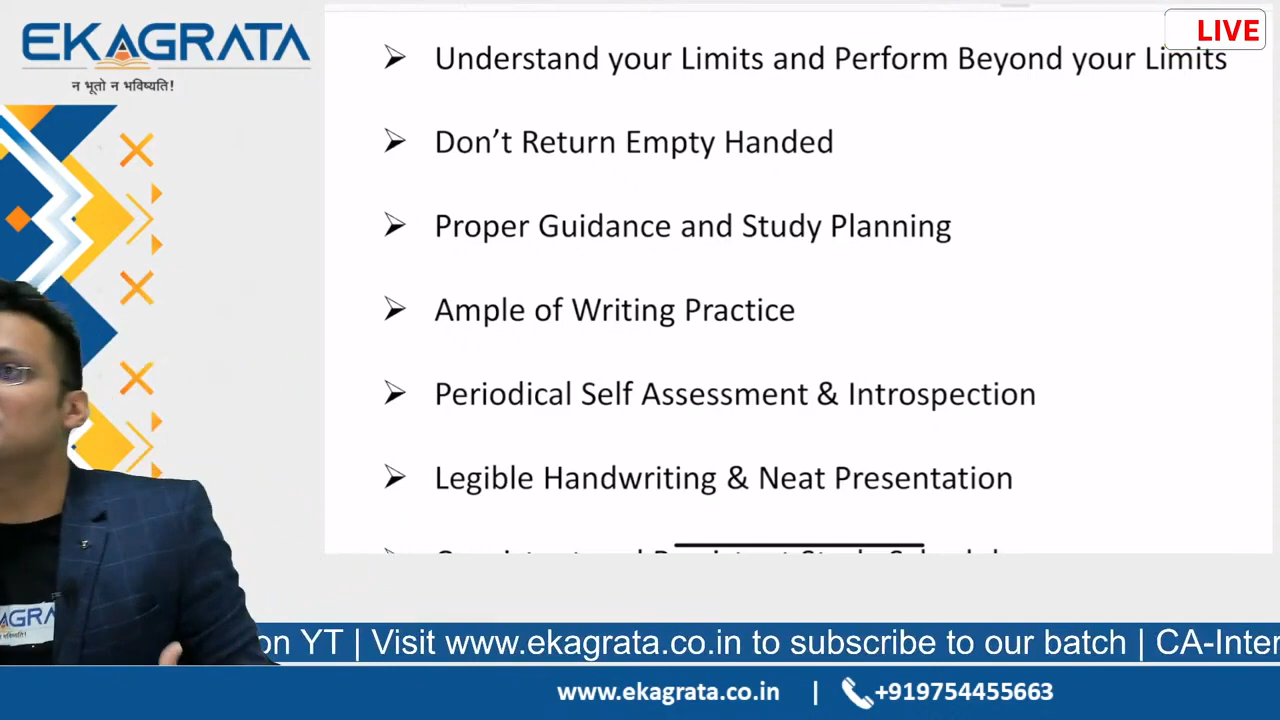 EKAGRATA
न भूतो न भविष्यति!
LIVE
Understand your Limits and Perform Beyond your Limits
Don’t Return Empty Handed
Proper Guidance and Study Planning
Ample of Writing Practice
Periodical Self Assessment & Introspection
Legible Handwriting & Neat Presentation
AGRA
on YT | Visit www.ekagrata.co.in to subscribe to our batch | CA-Inter
www.ekagrata.co.in | +919754455663